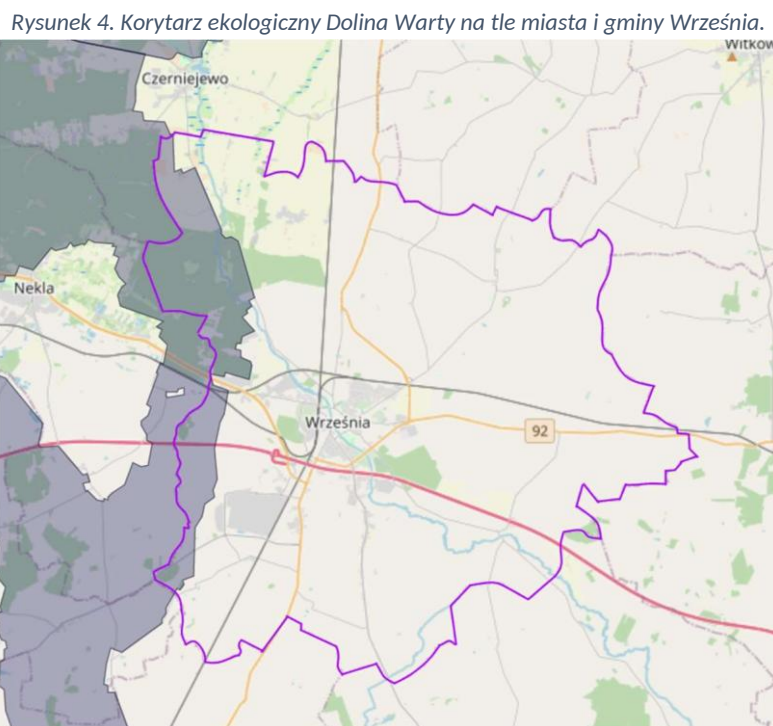 Rysunek 4. Korytarz ekologiczny Dolina Warty na tle miasta i gminy Września.
Witkow
Czerniejewo
Nekla
Września
92